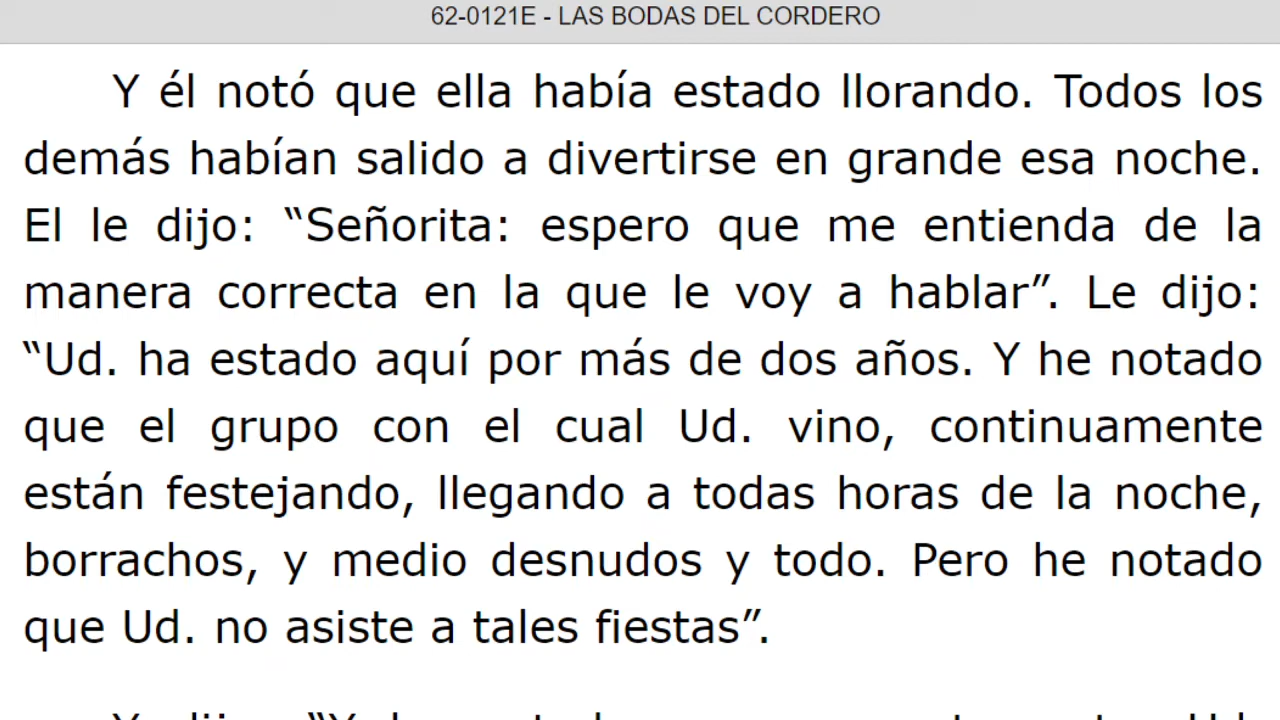 62-0121E - LAS BODAS DEL CORDERO
Y él notó que ella había estado llorando. Todos los
demás habían salido a divertirse en grande esa noche.
El le dijo: “Señorita: espero que me entienda de la
manera correcta en la que le voy a hablar”. Le dijo:
“Ud. ha estado aquí por más de dos años. Y he notado
que el grupo con el cual Ud. vino, continuamente
están festejando, llegando a todas horas de la noche,
borrachos, y medio desnudos y todo. Pero he notado
que Ud. no asiste a tales fiestas”.